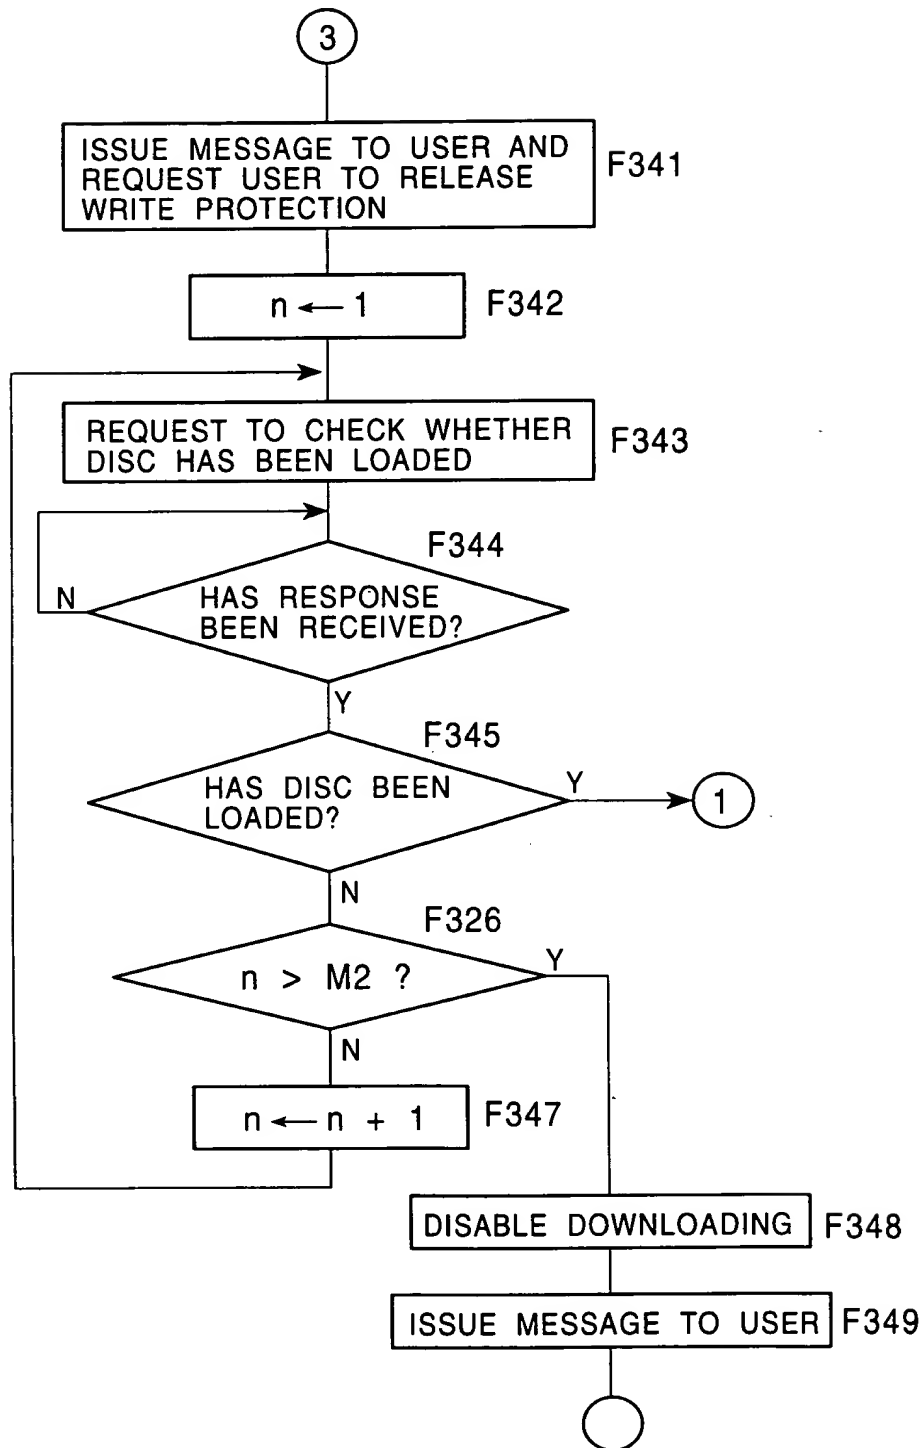 3
ISSUE MESSAGE TO USER AND
REQUEST USER TO RELEASE
WRITE PROTECTION
F341
n ← 1
F342
REQUEST TO CHECK WHETHER
DISC HAS BEEN LOADED
F343
F344
N
HAS RESPONSE
BEEN RECEIVED?
Y
F345
HAS DISC BEEN
LOADED?
Y
1
N
F326
n > M2 ?
Y
N
n ← n + 1
F347
DISABLE DOWNLOADING
F348
ISSUE MESSAGE TO USER
F349